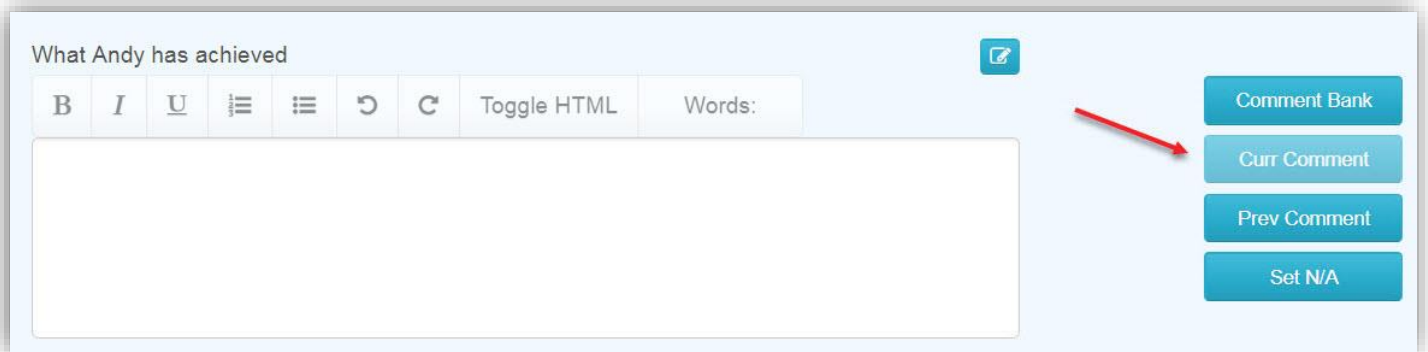 What Andy has achieved
B I U Toggle HTML Words:
Comment Bank
Curr Comment
Prev Comment
Set N/A